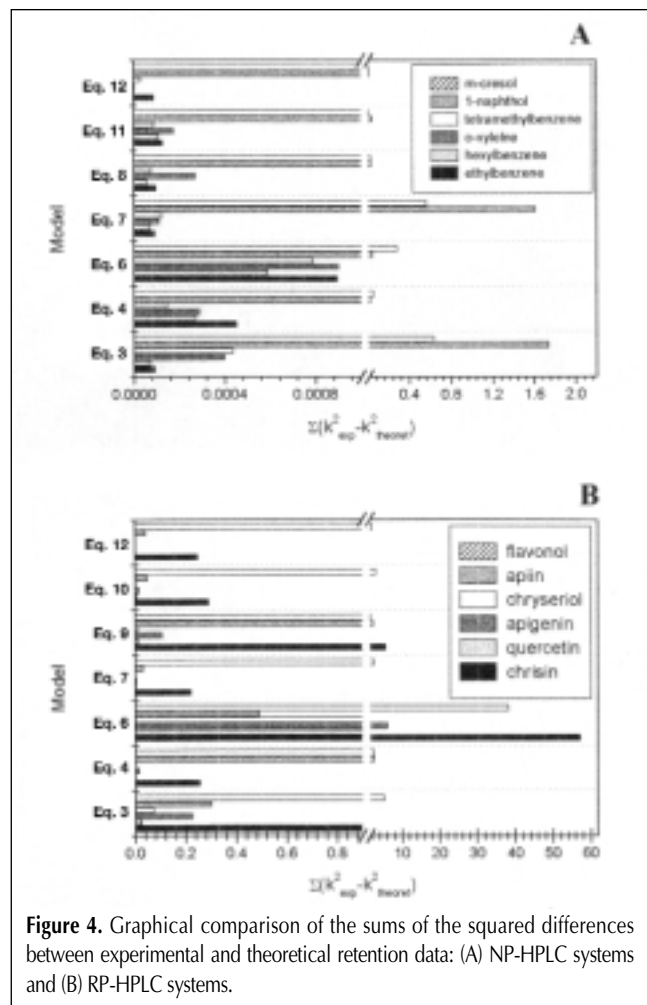 A
Eq. 12
Eq. 11
Eq. 8
Eq. 7
Eq. 6
Eq. 4
Eq. 3
Model
m-cresol
1-naphthol
tetramethylbenzene
o-xylelne
hexylbenzene
ethylbenzene
0.0000 0.0004 0.0008 0.4 0.8 1.2 1.6 2.0
Σ(k²exp-k²theoret)
B
Eq. 12
Eq. 10
Eq. 9
Eq. 7
Eq. 6
Eq. 4
Eq. 3
Model
flavonol
apiin
chryseriol
apigenin
quercetin
chrisin
0.0 0.2 0.4 0.6 0.8 10 20 30 40 50 60
Σ(k²exp-k²theoret)
Figure 4. Graphical comparison of the sums of the squared differences
between experimental and theoretical retention data: (A) NP-HPLC systems
and (B) RP-HPLC systems.